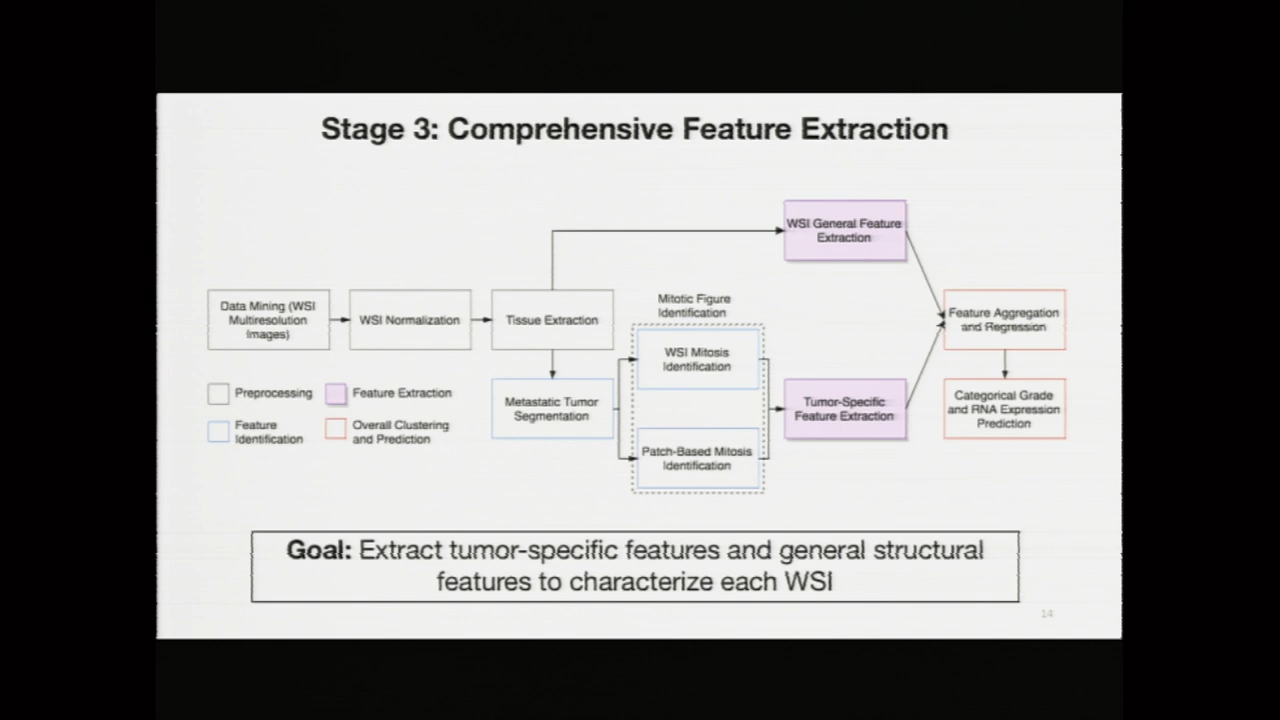 Stage 3: Comprehensive Feature Extraction
WSI General Feature
Extraction
Data Mining (WSI
Multiresolution
Images)
WSI Normalization
Tissue Extraction
Mitotic Figure
Identification
WSI Mitosis
Identification
Feature Aggregation
and Regression
Preprocessing
Feature Extraction
Feature
Identification
Overall Clustering
and Prediction
Metastatic Tumor
Segmentation
Patch-Based Mitosis
Identification
Tumor-Specific
Feature Extraction
Categorical Grade
and RNA Expression
Prediction
Goal: Extract tumor-specific features and general structural
features to characterize each WSI
14